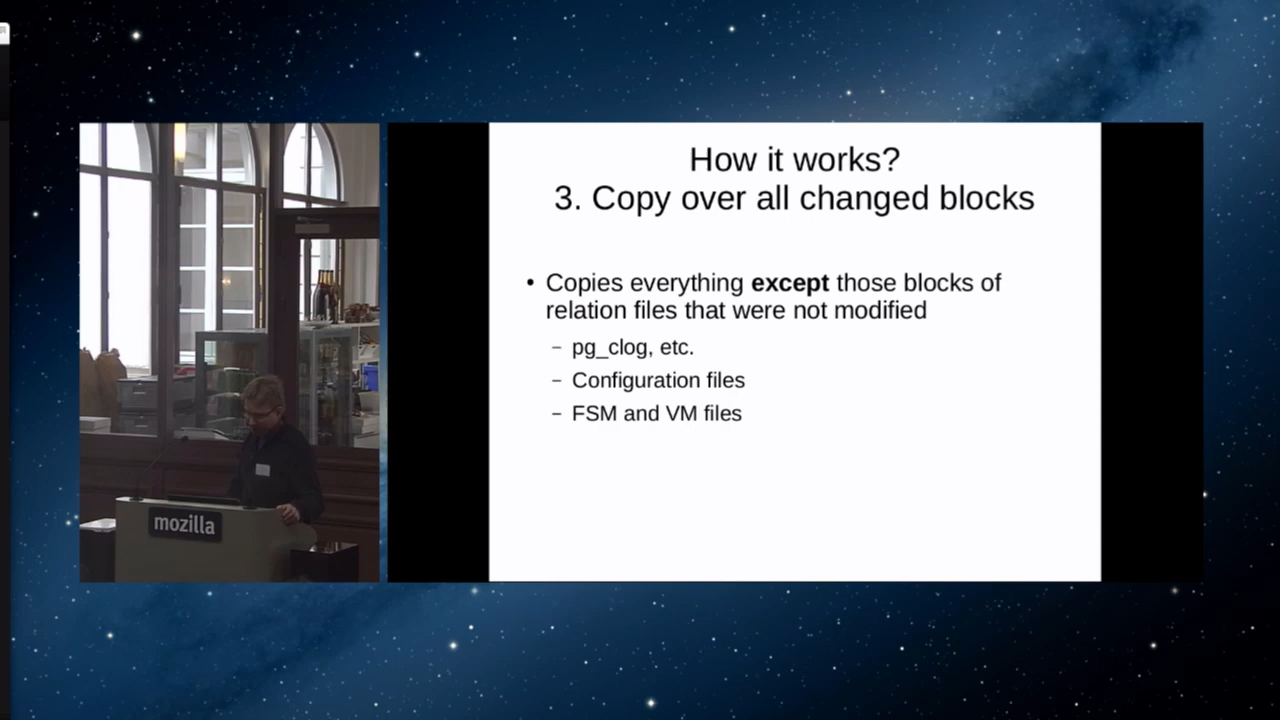 How it works?
3. Copy over all changed blocks
• Copies everything except those blocks of
relation files that were not modified
– pg_clog, etc.
– Configuration files
– FSM and VM files
mozilla